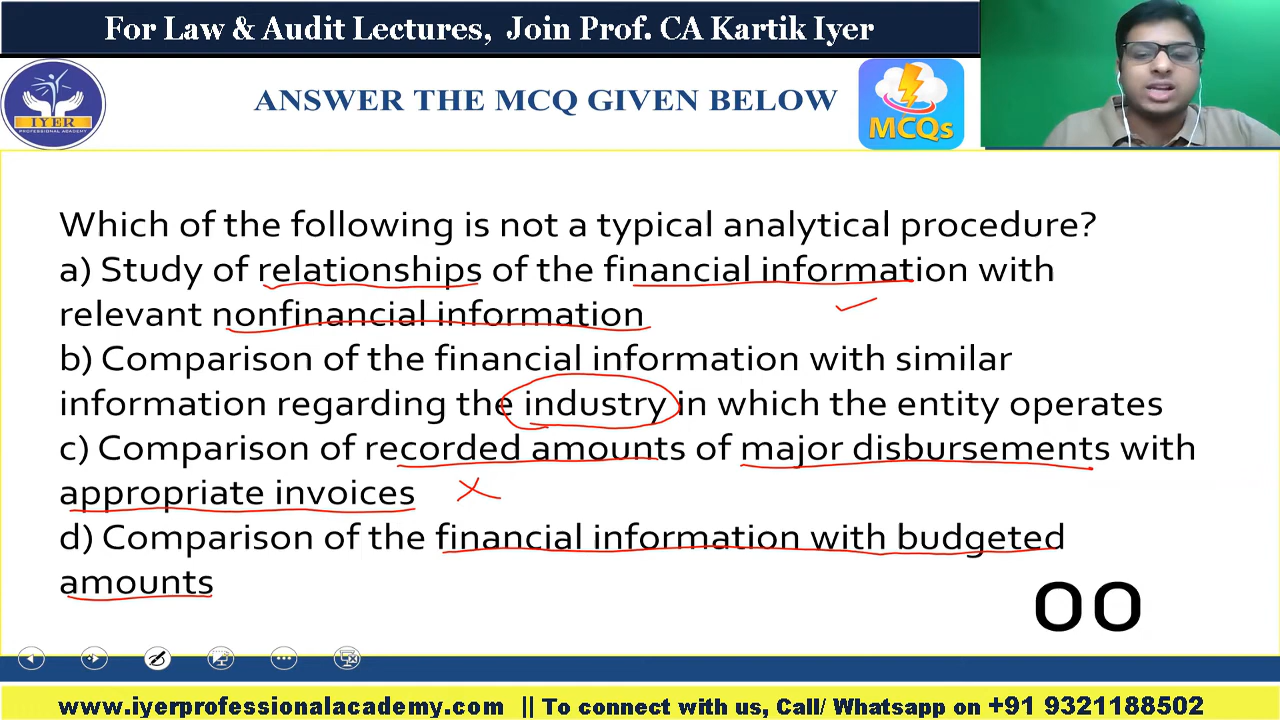 For Law & Audit Lectures, Join Prof. CA Kartik Iyer
IYER
PROFESSIONAL ACADEMY
ANSWER THE MCQ GIVEN BELOW
MCQs
Which of the following is not a typical analytical procedure?
a) Study of relationships of the financial information with
relevant nonfinancial information
b) Comparison of the financial information with similar
information regarding the industry in which the entity operates
c) Comparison of recorded amounts of major disbursements with
appropriate invoices
d) Comparison of the financial information with budgeted
amounts
00
www.iyerprofessionalacademy.com || To connect with us, Call/ Whatsapp on +91 9321188502